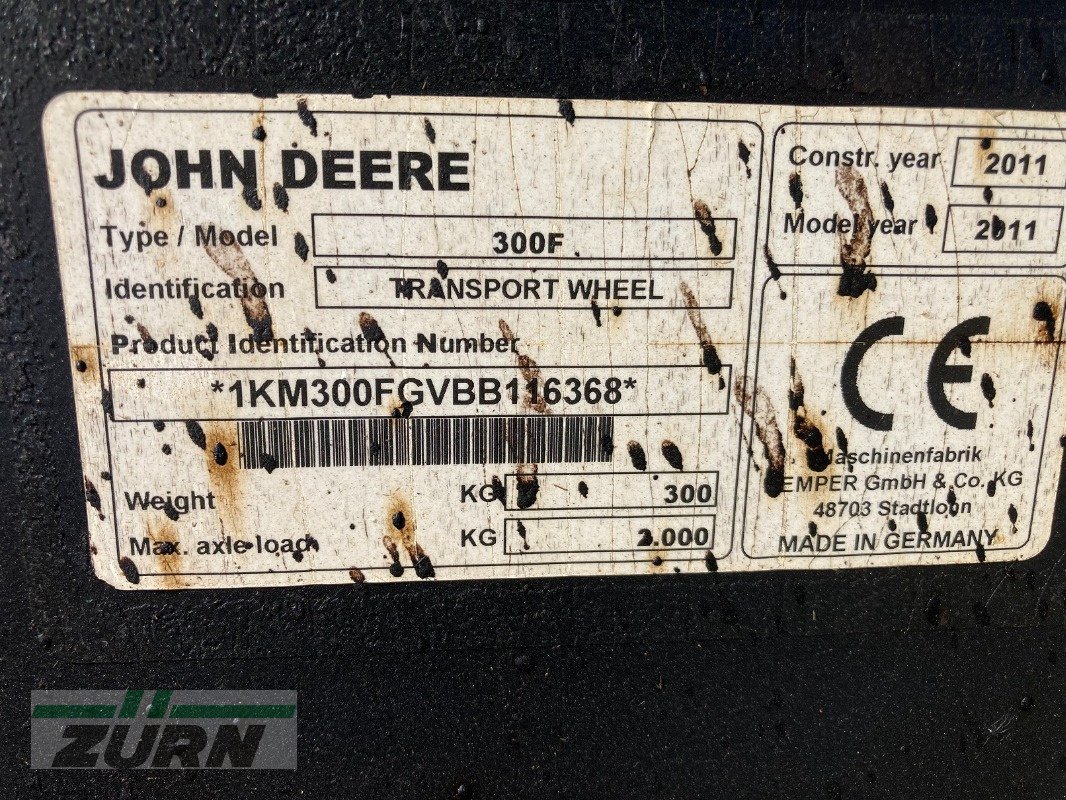 JOHN DEERE
Type / Model 300F
Identification TRANSPORT WHEEL
Product Identification Number
*1KM300FGVBB116368*
Weight KG 300
Max. axle load KG 2.000
Constr. year 2011
Model year 2011
CE
Maschinenfabrik
KEMPER GmbH & Co. KG
48703 Stadtlohn
MADE IN GERMANY
ZÜRN